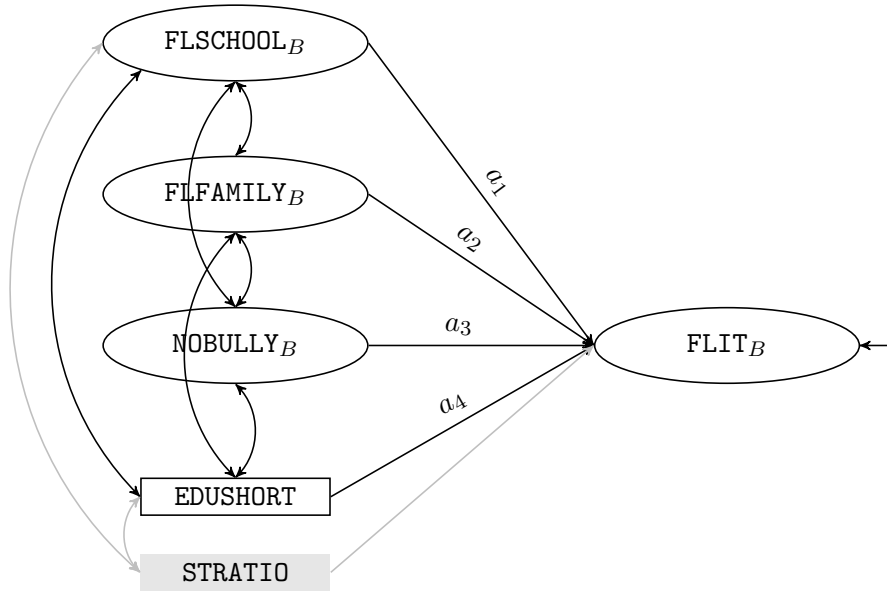 FLSCHOOL_B
a_1
FLFAMILY_B
a_2
NOBULLY_B
a_3
FLIT_B
a_4
EDUSHORT
STRATIO